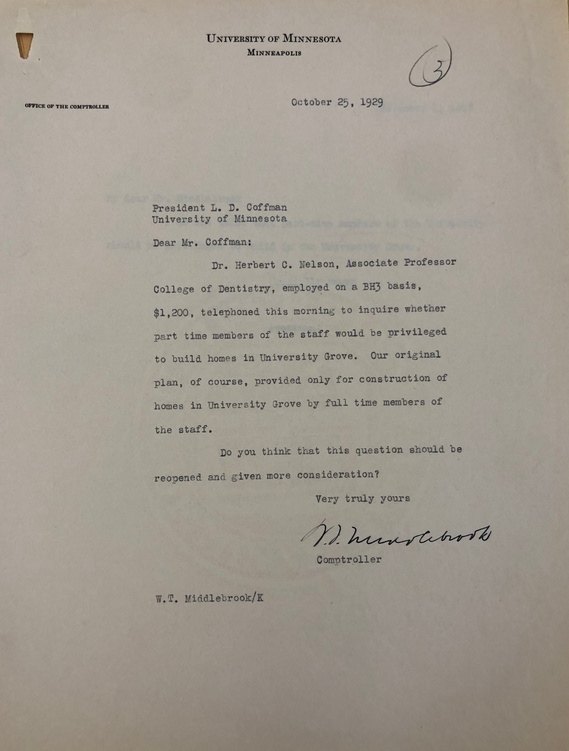 UNIVERSITY OF MINNESOTA
MINNEAPOLIS
3
OFFICE OF THE COMPTROLLER
October 25, 1929
President L. D. Coffman
University of Minnesota
Dear Mr. Coffman:
Dr. Herbert C. Nelson, Associate Professor
College of Dentistry, employed on a BH3 basis,
$1,200, telephoned this morning to inquire whether
part time members of the staff would be privileged
to build homes in University Grove. Our original
plan, of course, provided only for construction of
homes in University Grove by full time members of
the staff.
Do you think that this question should be
reopened and given more consideration?
Very truly yours
W.T. Middlebrook
Comptroller
W.T. Middlebrook/K